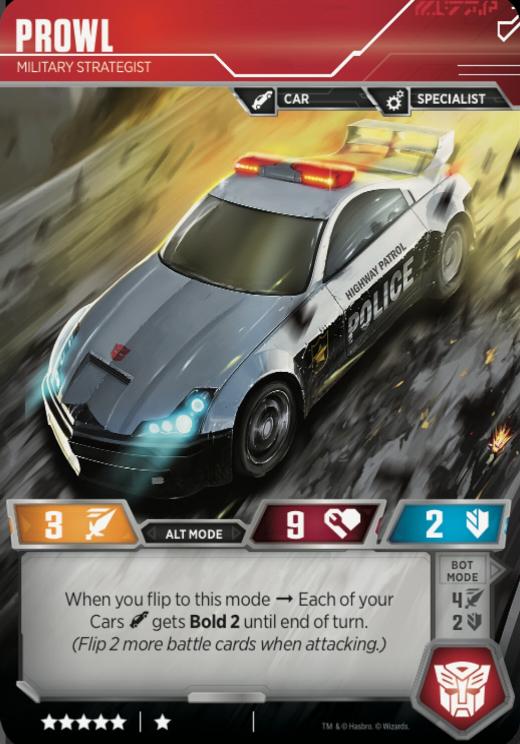 PROWL
MILITARY STRATEGIST
CAR
SPECIALIST
HIGHWAY PATROL
POLICE
3
ALT MODE
9
2
BOT
MODE
4
2
When you flip to this mode → Each of your
Cars gets Bold 2 until end of turn.
(Flip 2 more battle cards when attacking.)
TM & © Hasbro. © Wizards.